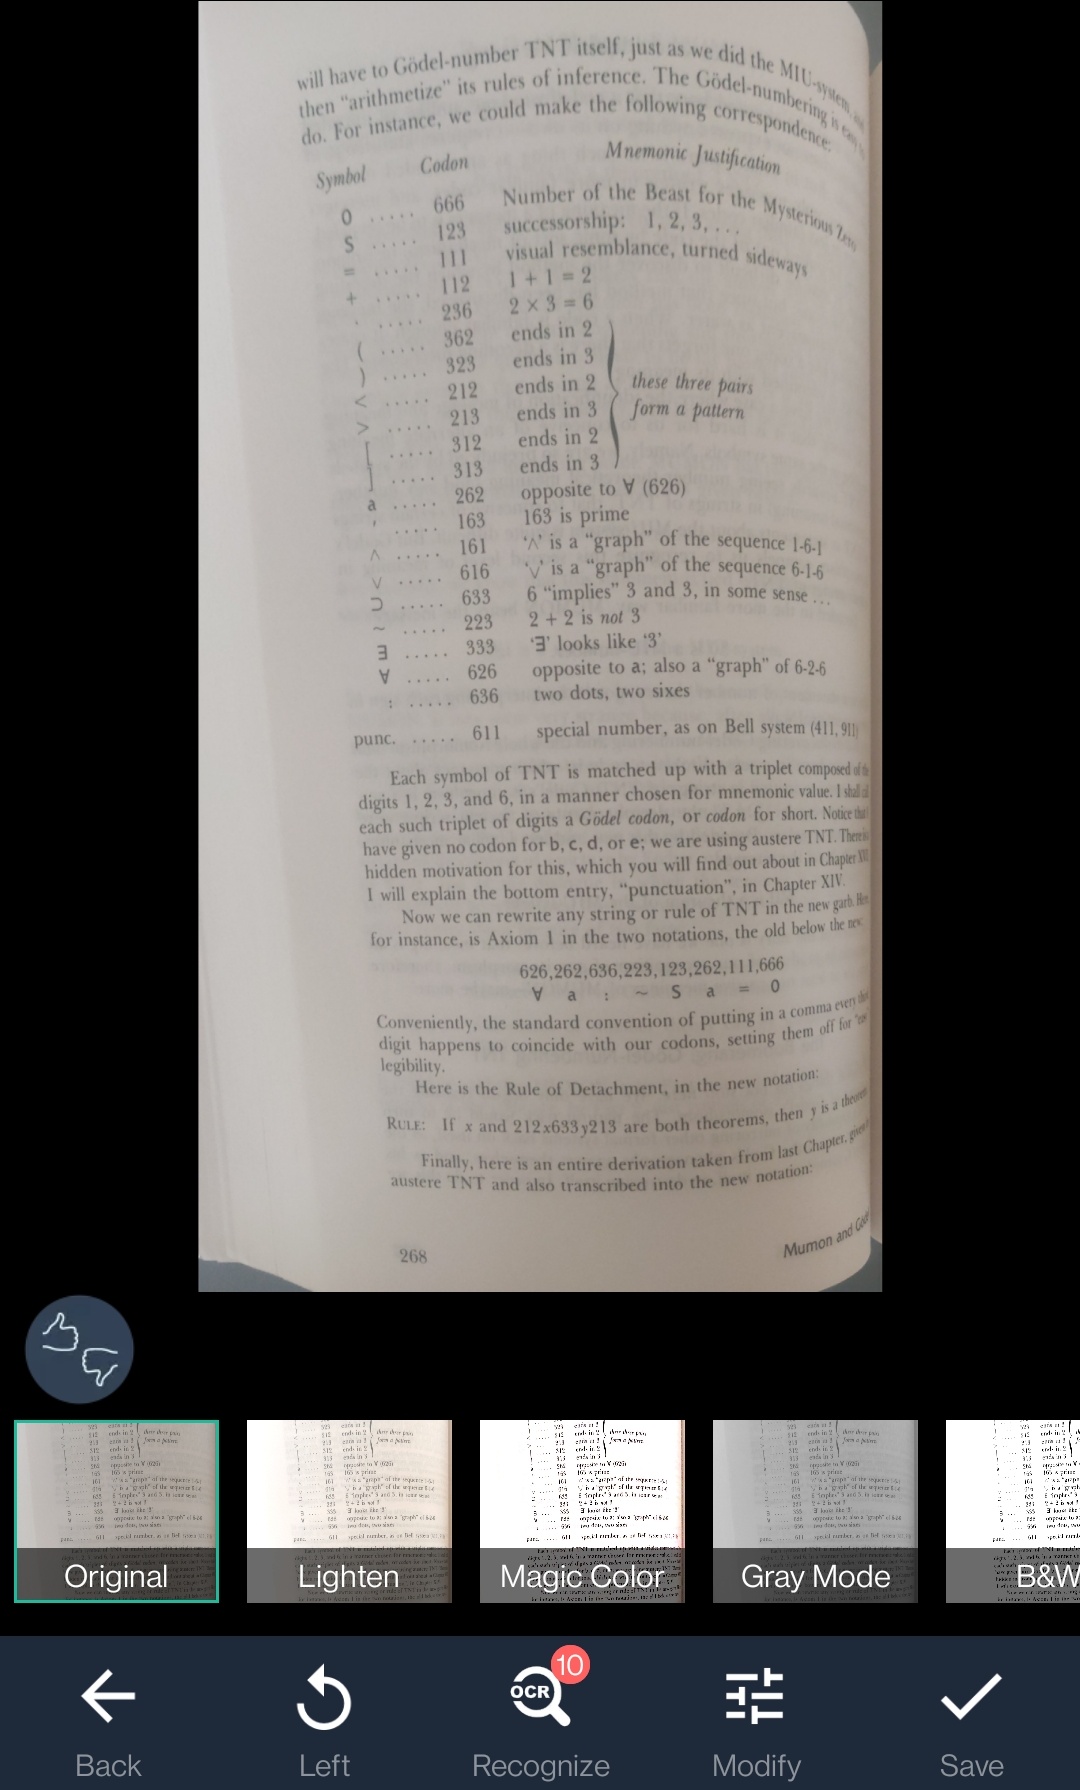 will have to Gödel-number TNT itself, just as we did the MIU-system, and
then “arithmetize” its rules of inference. The Gödel-numbering is easy to
do. For instance, we could make the following correspondence:
Symbol Codon Mnemonic Justification
0 ..... 666 Number of the Beast for the Mysterious Zero
S ..... 123 successorship: 1, 2, 3, ...
= ..... 111 visual resemblance, turned sideways
+ ..... 112 1 + 1 = 2
· ..... 236 2 × 3 = 6
( ..... 362 ends in 2
) ..... 323 ends in 3
< ..... 212 ends in 2 these three pairs
> ..... 213 ends in 3 form a pattern
[ ..... 312 ends in 2
] ..... 313 ends in 3
a ..... 262 opposite to ∀ (626)
′ ..... 163 163 is prime
∧ ..... 161 ‘∧’ is a “graph” of the sequence 1-6-1
∨ ..... 616 ‘∨’ is a “graph” of the sequence 6-1-6
⊃ ..... 633 6 “implies” 3 and 3, in some sense ...
~ ..... 223 2 + 2 is not 3
∃ ..... 333 ‘∃’ looks like ‘3’
∀ ..... 626 opposite to a; also a “graph” of 6-2-6
: ..... 636 two dots, two sixes
punc. ..... 611 special number, as on Bell system (411, 911)
Each symbol of TNT is matched up with a triplet composed of the
digits 1, 2, 3, and 6, in a manner chosen for mnemonic value. I shall
each such triplet of digits a Gödel codon, or codon for short. Notice that
have given no codon for b, c, d, or e; we are using austere TNT. There is
hidden motivation for this, which you will find out about in Chapter
I will explain the bottom entry, “punctuation”, in Chapter XIV.
Now we can rewrite any string or rule of TNT in the new garb. Here
for instance, is Axiom 1 in the two notations, the old below the new:
626,262,636,223,123,262,111,666
∀ a : ~ S a = 0
Conveniently, the standard convention of putting in a comma every
digit happens to coincide with our codons, setting them off for
legibility.
Here is the Rule of Detachment, in the new notation:
RULE: If x and 212x633y213 are both theorems, then y is a theorem
Finally, here is an entire derivation taken from last Chapter, given
austere TNT and also transcribed into the new notation:
268 Mumon and
Original Lighten Magic Color Gray Mode B&W
OCR 10
Back Left Recognize Modify Save